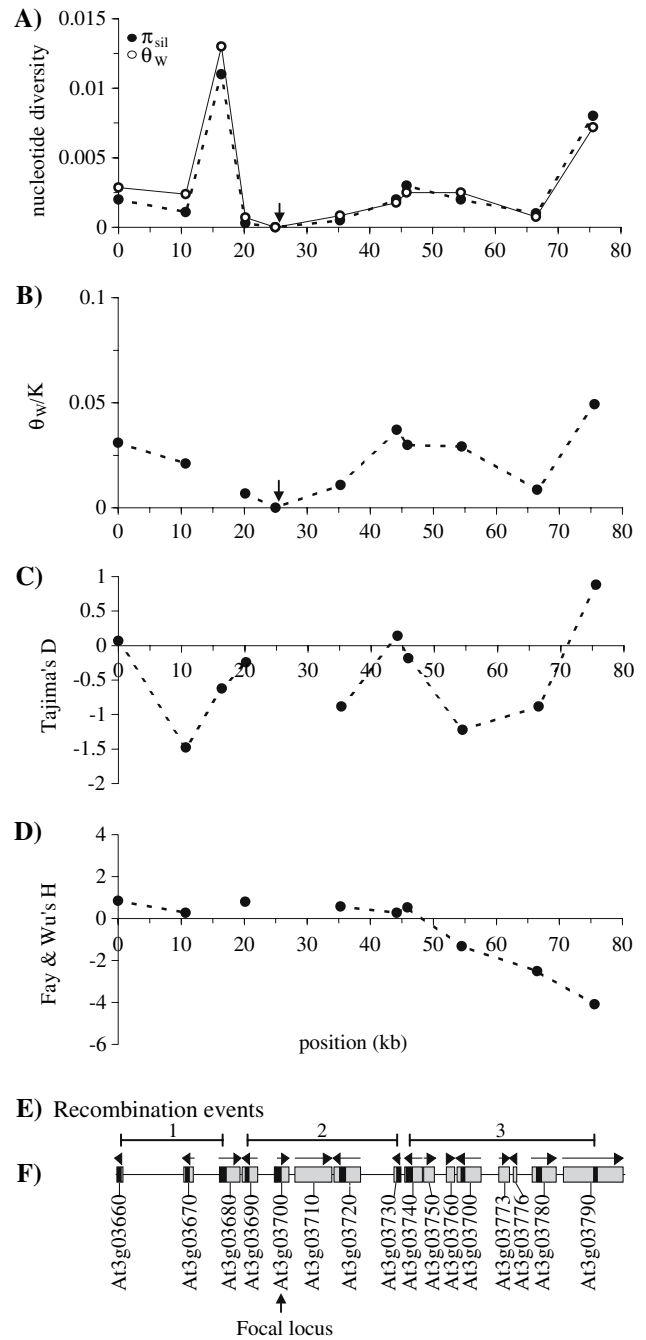 A)
nucleotide diversity
0.015
0.01
0.005
0
π sil
θ W
0 10 20 30 40 50 60 70 80
B)
θW/K
0.1
0.05
0
0 10 20 30 40 50 60 70 80
C)
Tajima's D
1
0.5
0
-0.5
-1
-1.5
-2
0 10 20 30 40 50 60 70 80
D)
Fay & Wu's H
4
2
0
-2
-4
-6
0 10 20 30 40 50 60 70 80
position (kb)
E) Recombination events
1 2 3
F)
At3g03660
At3g03670
At3g03680
At3g03690
At3g03700
At3g03710
At3g03720
At3g03730
At3g03740
At3g03750
At3g03760
At3g03700
At3g03773
At3g03776
At3g03780
At3g03790
Focal locus